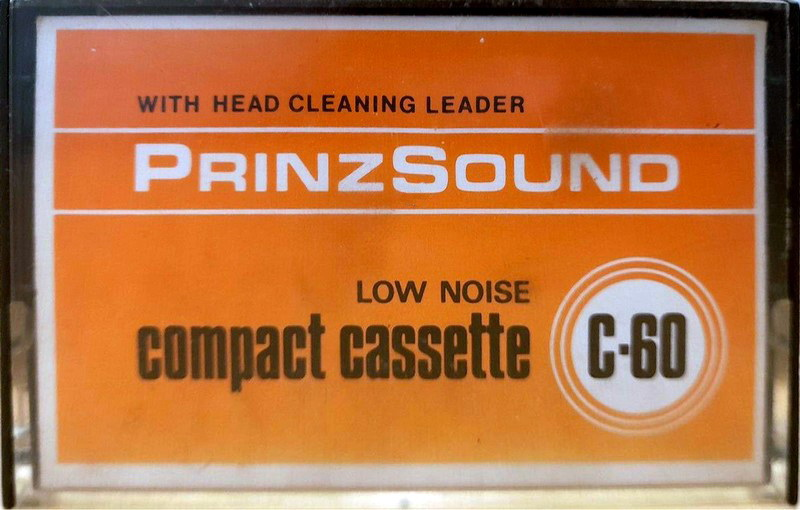 WITH HEAD CLEANING LEADER
PRINZSOUND
LOW NOISE
compact cassette
C-60